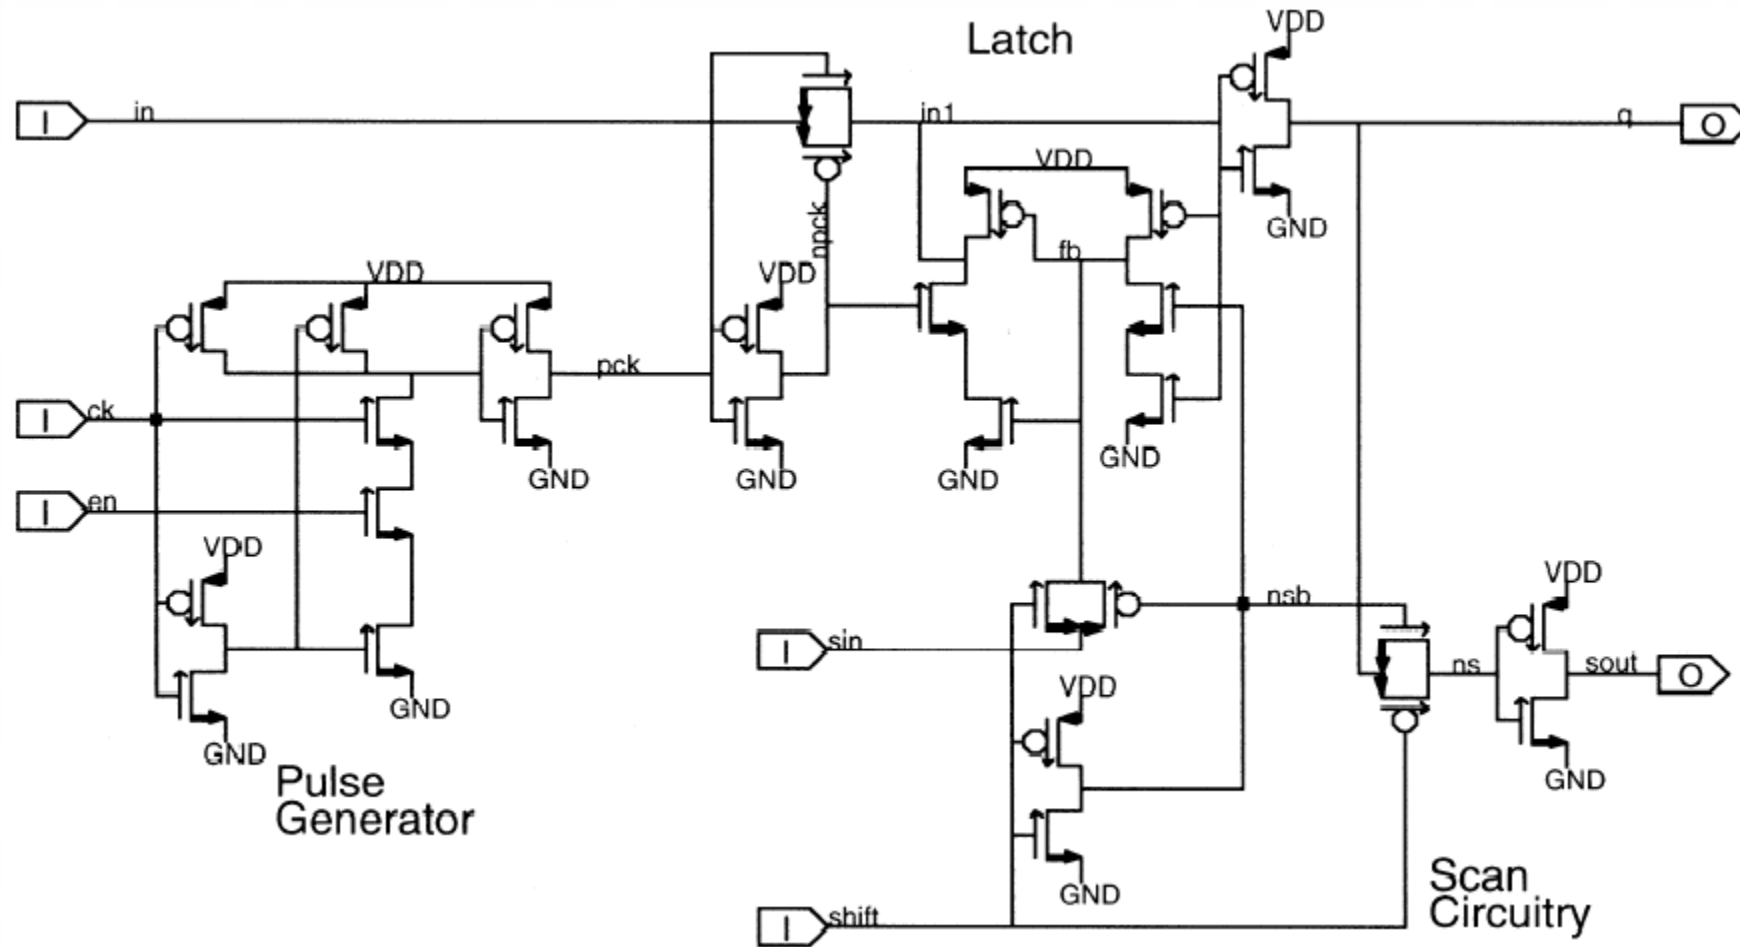 VDD
Latch
I
in
in1
q
O
VDD
GND
npck
fb
VDD
VDD
pck
I
ck
GND
GND
GND
GND
I
en
VDD
VDD
nsb
I
sin
VDD
ns
sout
O
GND
GND
GND
Pulse
Generator
GND
Scan
Circuitry
I
shift